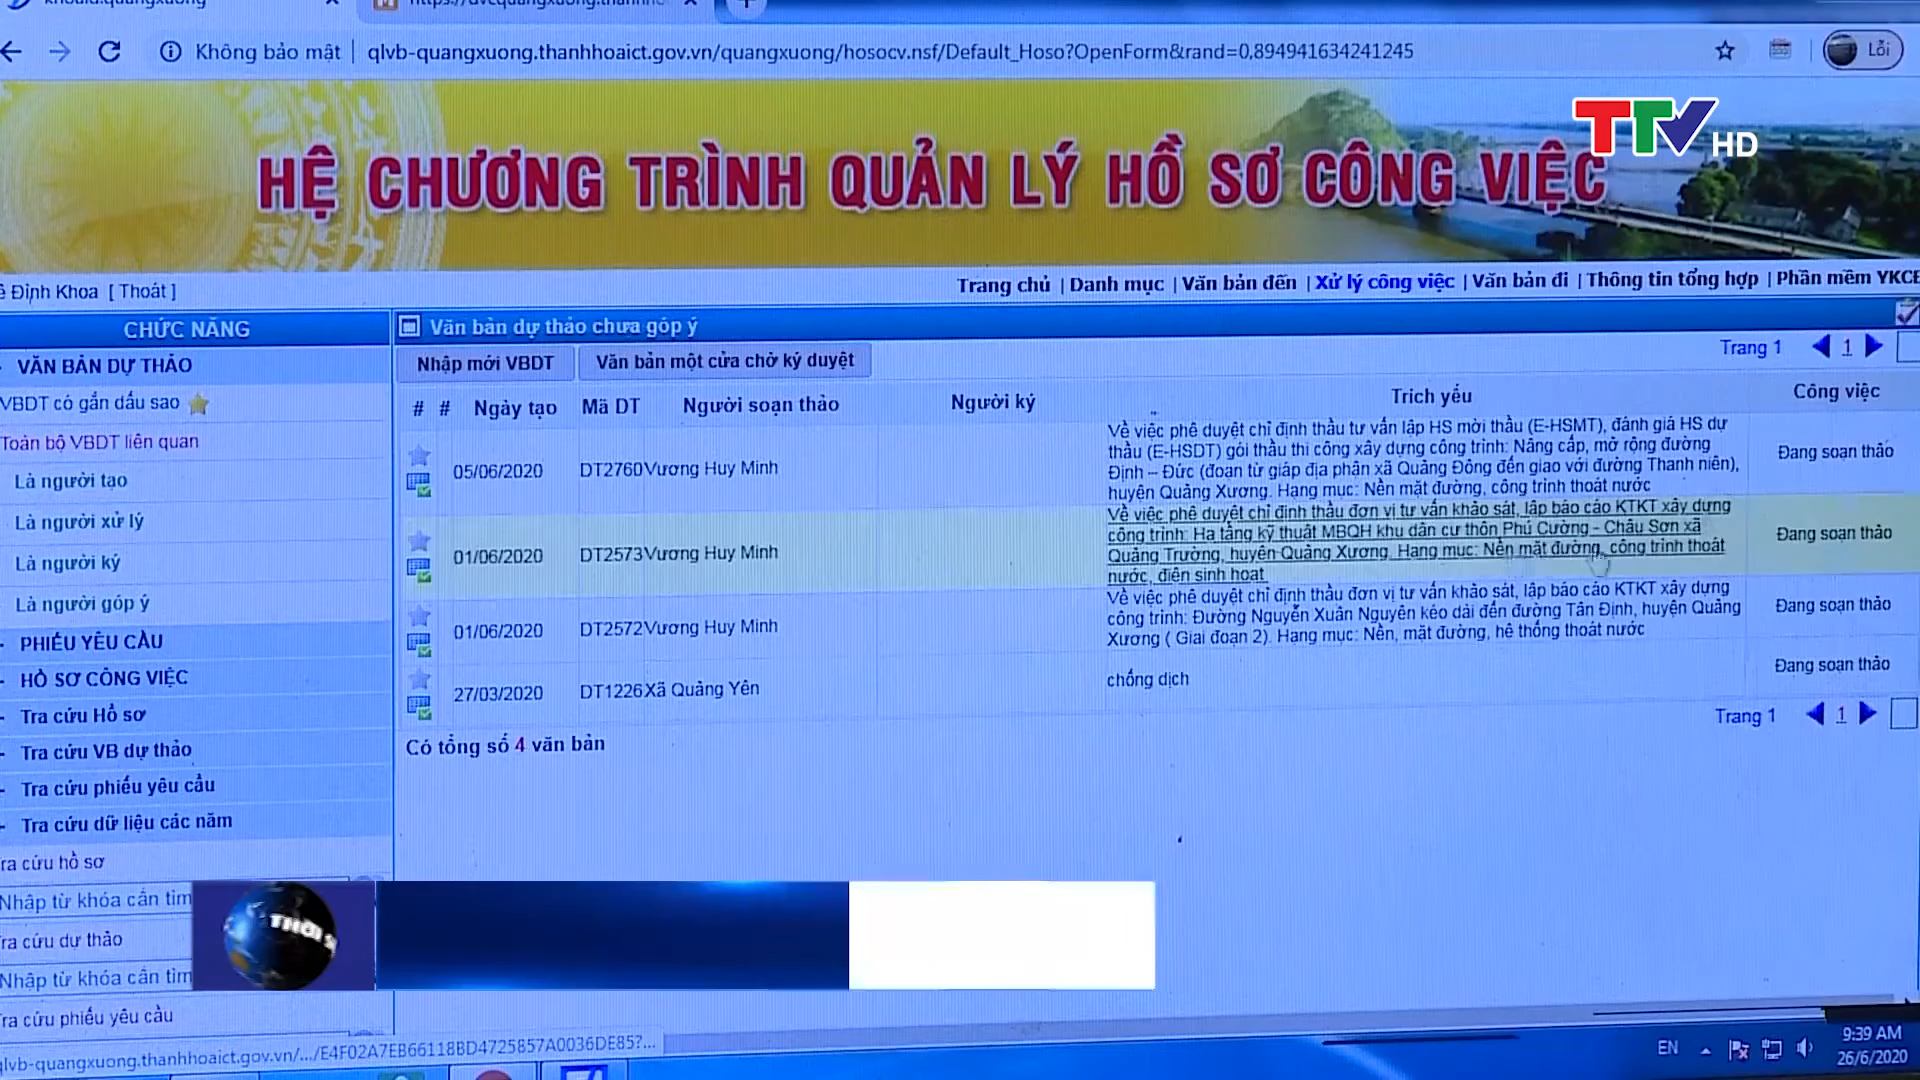 Không bảo mật
qlvb-quangxuong.thanhhoaict.gov.vn/quangxuong/hosocv.nsf/Default_Hoso?OpenForm&rand=0,894941634241245
Lỗi
TTV HD
HỆ CHƯƠNG TRÌNH QUẢN LÝ HỒ SƠ CÔNG VIỆC
Định Khoa [ Thoát ]
Trang chủ | Danh mục | Văn bản đến | Xử lý công việc | Văn bản đi | Thông tin tổng hợp | Phần mềm
CHỨC NĂNG
VĂN BẢN DỰ THẢO
VBDT có gắn dấu sao
Toàn bộ VBDT liên quan
Là người tạo
Là người xử lý
Là người ký
Là người góp ý
PHIẾU YÊU CẦU
HỒ SƠ CÔNG VIỆC
Tra cứu Hồ sơ
Tra cứu VB dự thảo
Tra cứu phiếu yêu cầu
Tra cứu dữ liệu các năm
ra cứu hồ sơ
Nhập từ khóa cần tìm
ra cứu dự thảo
Nhập từ khóa cần tìm
ra cứu phiếu yêu cầu
Văn bản dự thảo chưa góp ý
Nhập mới VBDT
Văn bản một cửa chờ ký duyệt
Trang 1
1
# # Ngày tạo Mã DT Người soạn thảo Người ký Trích yếu Công việc
05/06/2020 DT2760 Vương Huy Minh
Về việc phê duyệt chỉ định thầu tư vấn lập HS mời thầu (E-HSMT), đánh giá HS dự
thầu (E-HSDT) gói thầu thi công xây dựng công trình: Nâng cấp, mở rộng đường
Định – Đức (đoạn từ giáp địa phận xã Quảng Đông đến giao với đường Thanh niên),
huyện Quảng Xương. Hạng mục: Nền mặt đường, công trình thoát nước
Đang soạn thảo
01/06/2020 DT2573 Vương Huy Minh
Về việc phê duyệt chỉ định thầu đơn vị tư vấn khảo sát, lập báo cáo KTKT xây dựng
công trình: Hạ tầng kỹ thuật MBQH khu dân cư thôn Phú Cường - Châu Sơn xã
Quảng Trường, huyện Quảng Xương. Hạng mục: Nền mặt đường, công trình thoát
nước, điện sinh hoạt
Đang soạn thảo
01/06/2020 DT2572 Vương Huy Minh
Về việc phê duyệt chỉ định thầu đơn vị tư vấn khảo sát, lập báo cáo KTKT xây dựng
công trình: Đường Nguyễn Xuân Nguyên kéo dài đến đường Tân Định, huyện Quảng
Xương ( Giai đoạn 2). Hạng mục: Nền, mặt đường, hệ thống thoát nước
Đang soạn thảo
27/03/2020 DT1226 Xã Quảng Yên chống dịch Đang soạn thảo
Trang 1
1
Có tổng số 4 văn bản
THỜI S
qlvb-quangxuong.thanhhoaict.gov.vn/.../E4F02A7EB66118BD4725857A0036DE85?...
EN
9:39 AM
26/6/2020